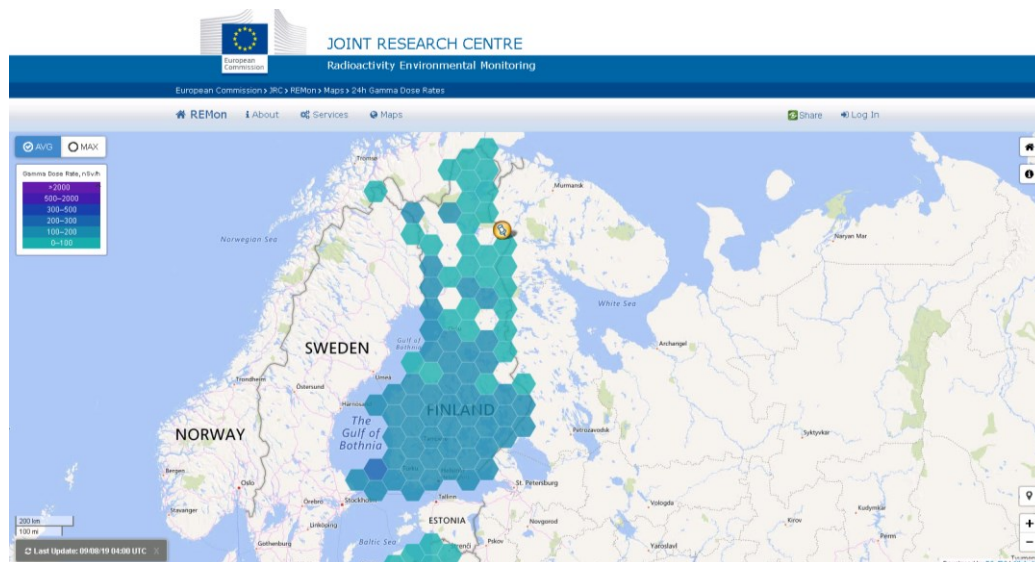 European
Commission
JOINT RESEARCH CENTRE
Radioactivity Environmental Monitoring
European Commission > JRC > REMon > Maps > 24h Gamma Dose Rates
REMon
About
Services
Maps
Share
Log In
AVG
MAX
Gamma Dose Rate, nSv/h
>2000
500–2000
300–500
200–300
100–200
0–100
Tromsø
Murmansk
Norwegian Sea
Naryan Mar
White Sea
SWEDEN
Gulf of
Bothnia
Archangel
Trondheim
Östersund
Umeå
FINLAND
The
Gulf of
Bothnia
NORWAY
Petrozavodsk
Syktyvkar
Bergen
Oslo
Stavanger
Örebro
Stockholm
Turku
Tallinn
St. Petersburg
Linköping
ESTONIA
Novgorod
Vologda
Kirov
Kudymkar
Perm
Gothenburg
Baltic Sea
Pskov
Yaroslavl
200 km
100 mi
Last Update: 09/08/19 04:00 UTC X